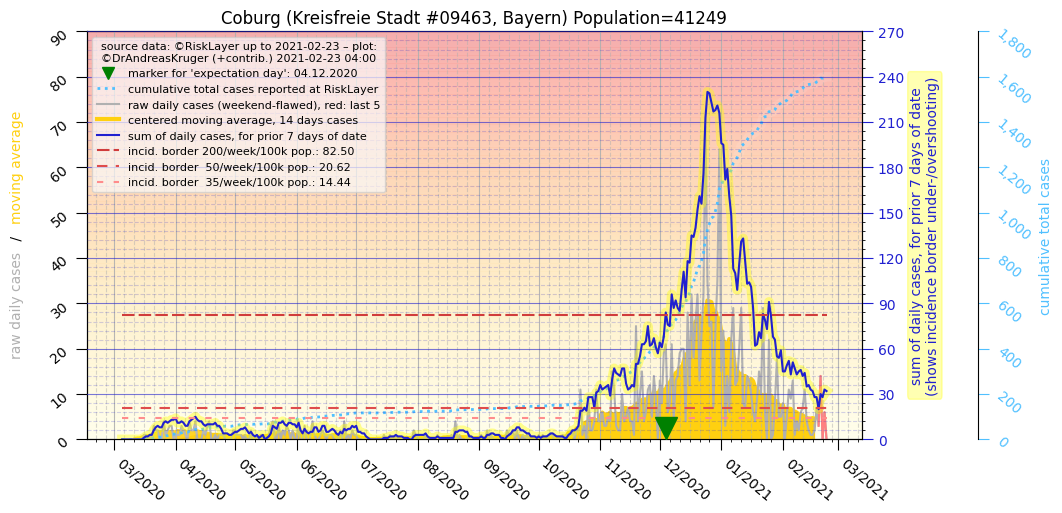 Coburg (Kreisfreie Stadt #09463, Bayern) Population=41249
source data: ©RiskLayer up to 2021-02-23 – plot:
©DrAndreasKruger (+contrib.) 2021-02-23 04:00
marker for 'expectation day': 04.12.2020
cumulative total cases reported at RiskLayer
raw daily cases (weekend-flawed), red: last 5
centered moving average, 14 days cases
sum of daily cases, for prior 7 days of date
incid. border 200/week/100k pop.: 82.50
incid. border  50/week/100k pop.: 20.62
incid. border  35/week/100k pop.: 14.44
raw daily cases / moving average
90
80
70
60
50
40
30
20
10
0
03/2020
04/2020
05/2020
06/2020
07/2020
08/2020
09/2020
10/2020
11/2020
12/2020
01/2021
02/2021
03/2021
270
240
210
180
150
120
90
60
30
0
sum of daily cases, for prior 7 days of date
(shows incidence border under-/overshooting)
1,800
1,600
1,400
1,200
1,000
800
600
400
200
0
cumulative total cases